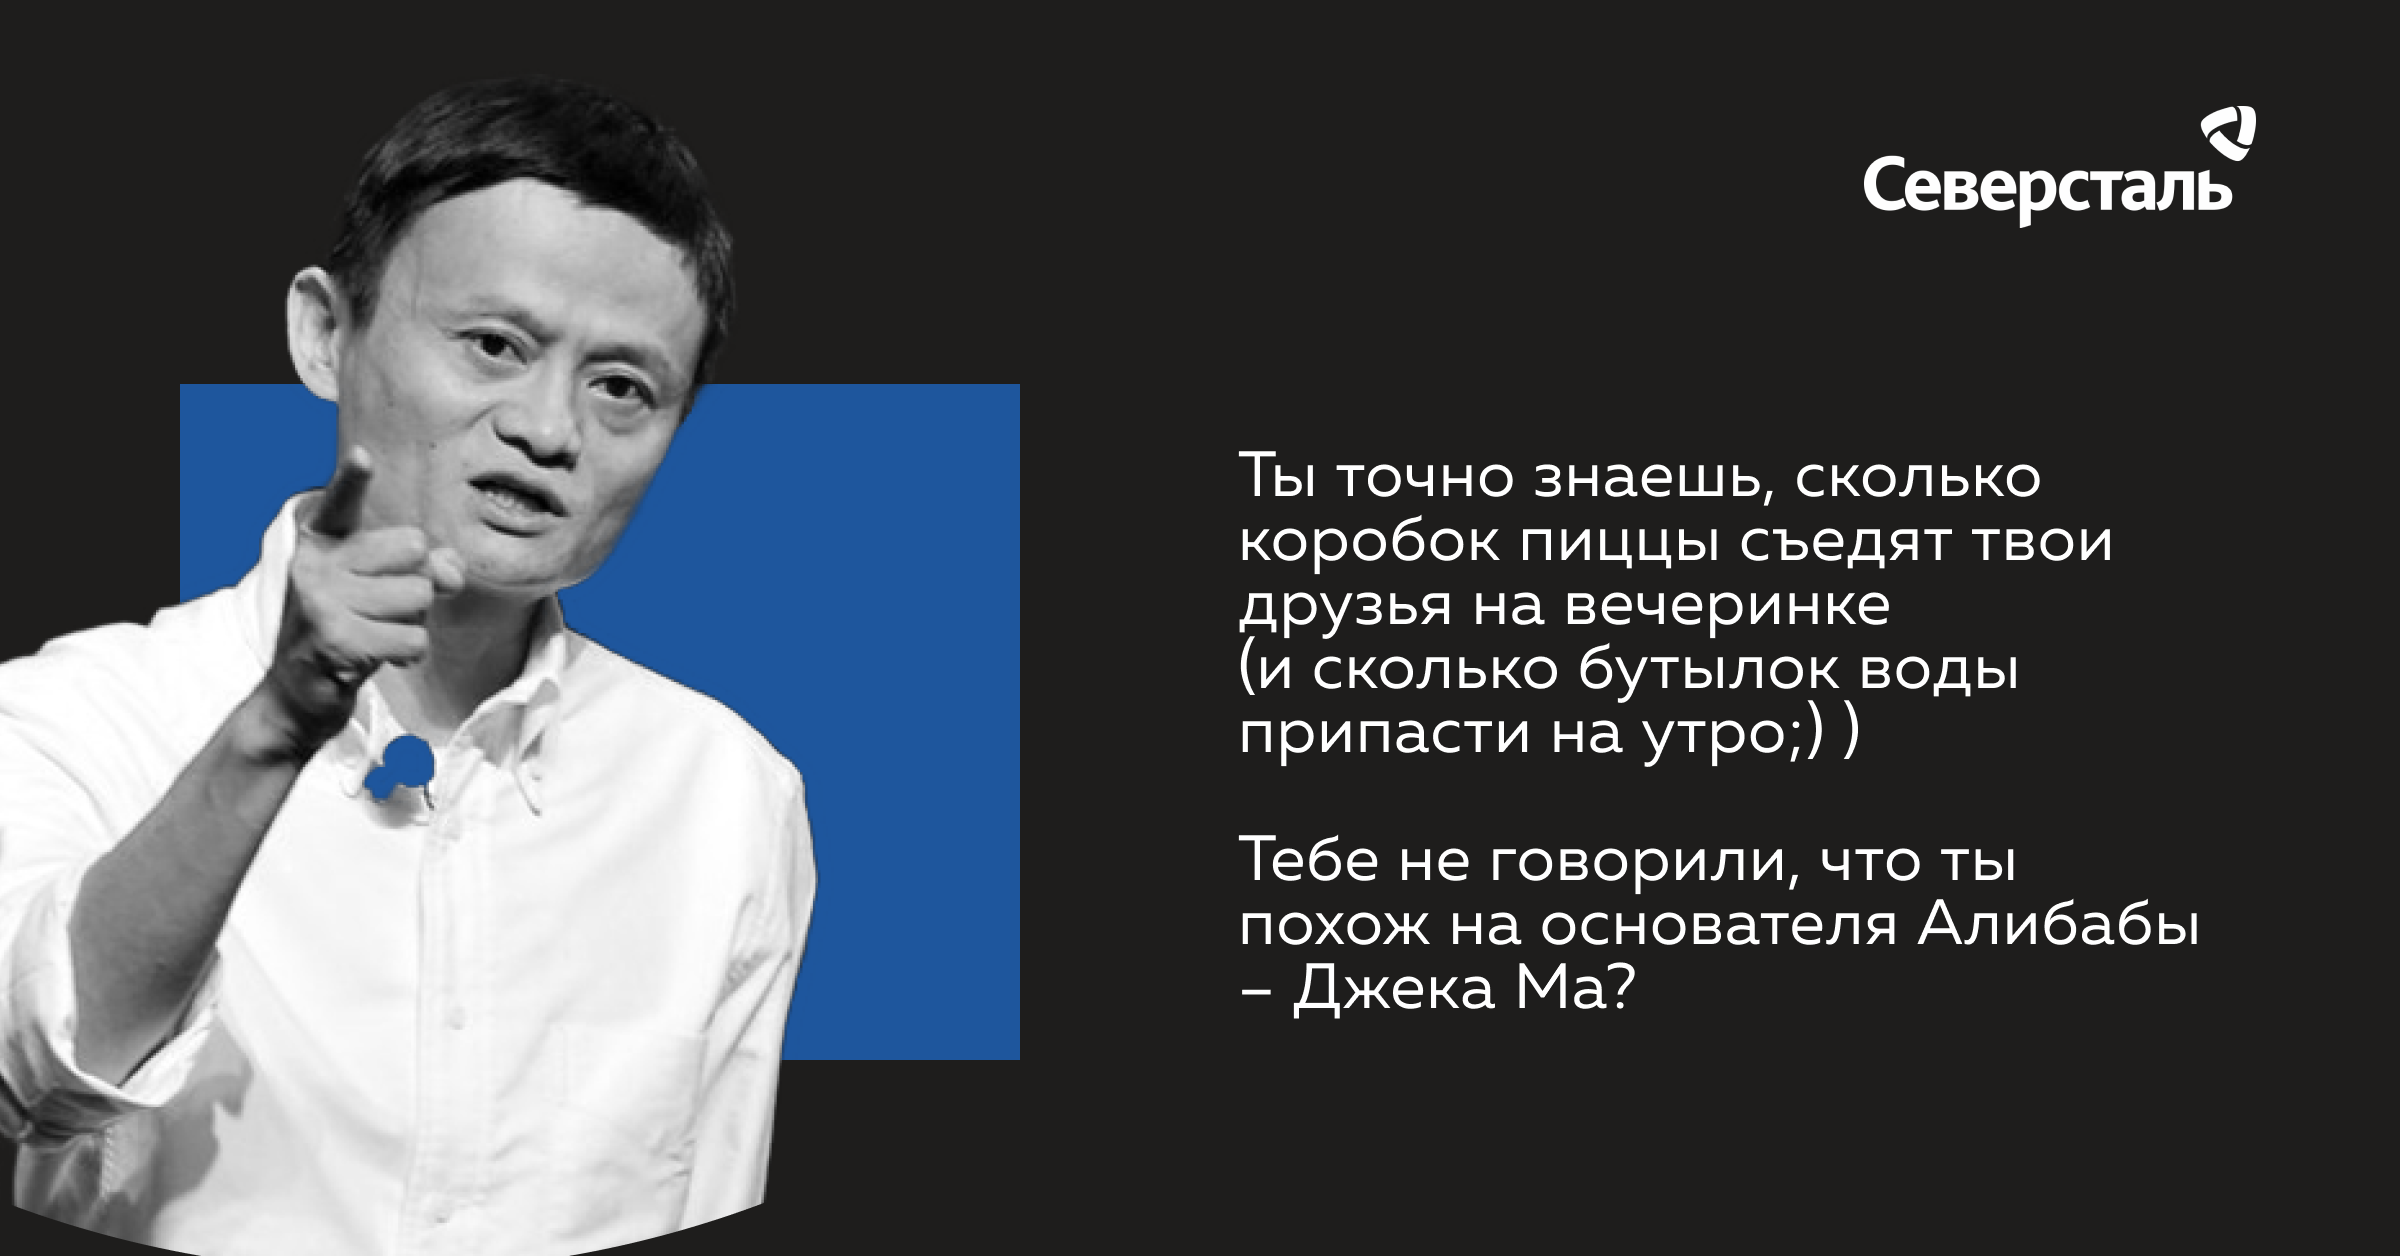 Северсталь
Ты точно знаешь, сколько
коробок пиццы съедят твои
друзья на вечеринке
(и сколько бутылок воды
припасти на утро;) )
Тебе не говорили, что ты
похож на основателя Алибабы
– Джека Ма?